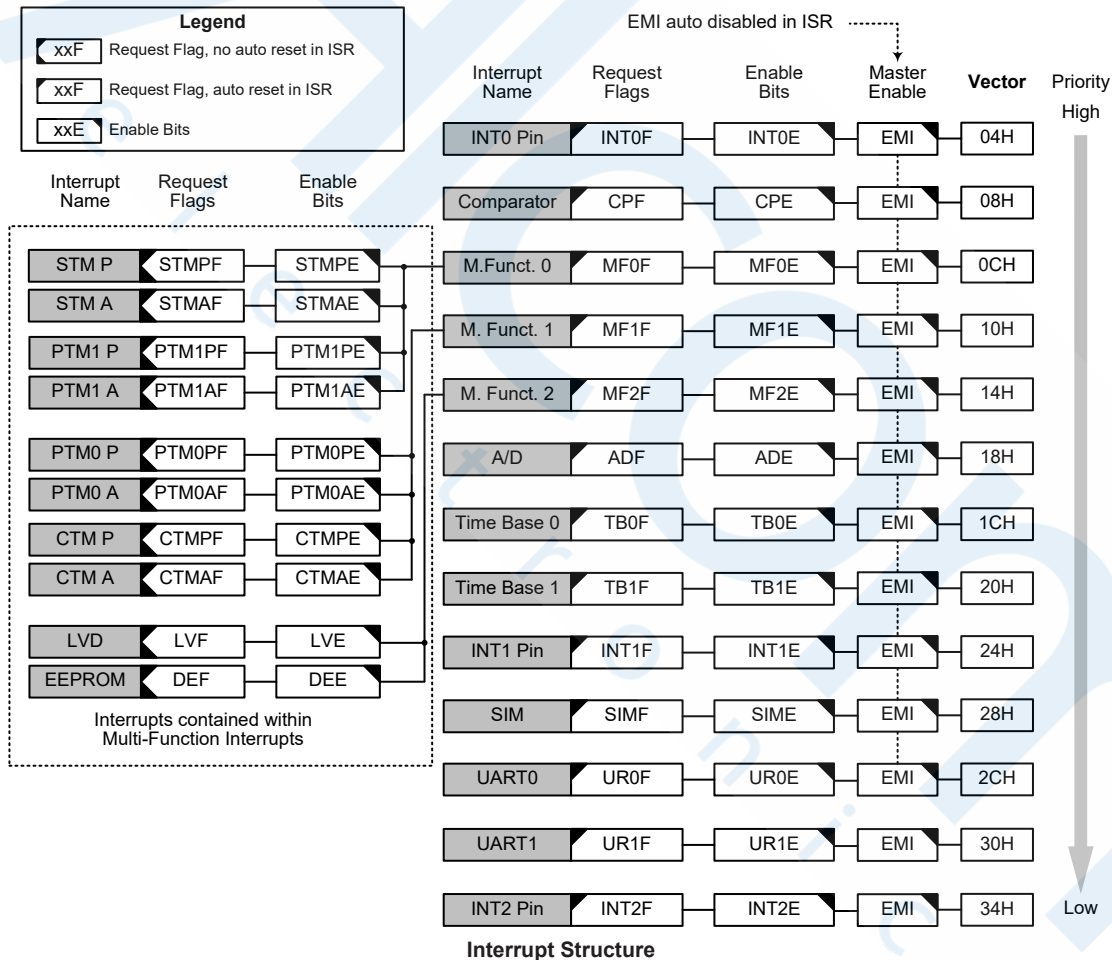 Legend
xxF Request Flag, no auto reset in ISR
xxF Request Flag, auto reset in ISR
xxE Enable Bits
EMI auto disabled in ISR
Interrupt Name Request Flags Enable Bits Master Enable Vector Priority
High
INT0 Pin INT0F INT0E EMI 04H
Comparator CPF CPE EMI 08H
M.Funct. 0 MF0F MF0E EMI 0CH
M. Funct. 1 MF1F MF1E EMI 10H
M. Funct. 2 MF2F MF2E EMI 14H
A/D ADF ADE EMI 18H
Time Base 0 TB0F TB0E EMI 1CH
Time Base 1 TB1F TB1E EMI 20H
INT1 Pin INT1F INT1E EMI 24H
SIM SIMF SIME EMI 28H
UART0 UR0F UR0E EMI 2CH
UART1 UR1F UR1E EMI 30H
INT2 Pin INT2F INT2E EMI 34H
Low
Interrupt Name Request Flags Enable Bits
STM P STMPF STMPE
STM A STMAF STMAE
PTM1 P PTM1PF PTM1PE
PTM1 A PTM1AF PTM1AE
PTM0 P PTM0PF PTM0PE
PTM0 A PTM0AF PTM0AE
CTM P CTMPF CTMPE
CTM A CTMAF CTMAE
LVD LVF LVE
EEPROM DEF DEE
Interrupts contained within
Multi-Function Interrupts
Interrupt Structure